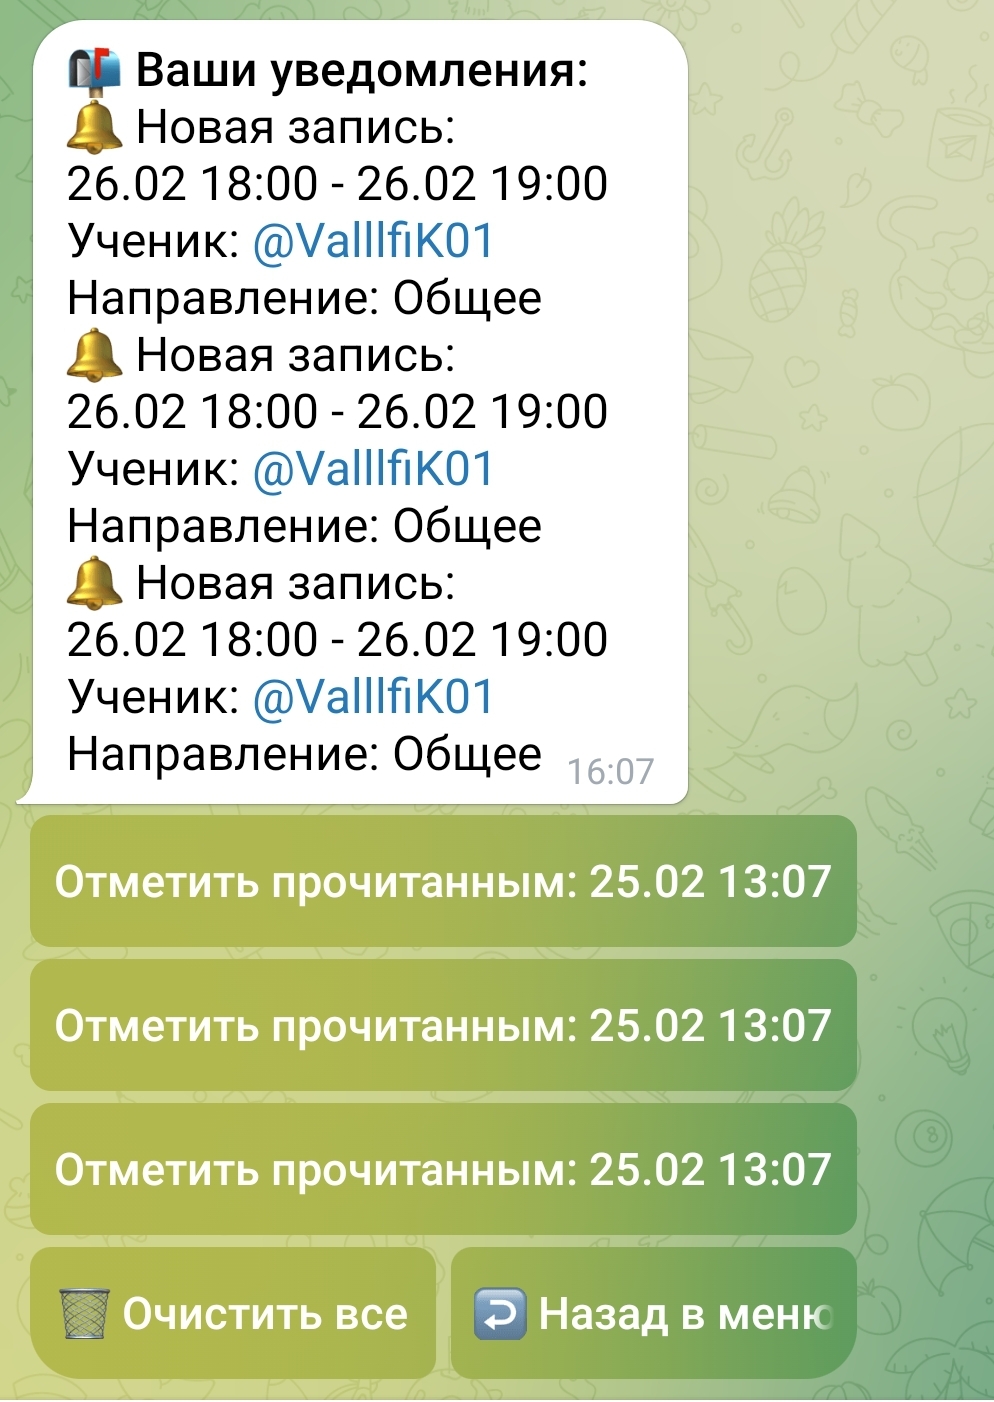 Ваши уведомления:
Новая запись:
26.02 18:00 - 26.02 19:00
Ученик: @ValllfiK01
Направление: Общее
Новая запись:
26.02 18:00 - 26.02 19:00
Ученик: @ValllfiK01
Направление: Общее
Новая запись:
26.02 18:00 - 26.02 19:00
Ученик: @ValllfiK01
Направление: Общее 16:07
Отметить прочитанным: 25.02 13:07
Отметить прочитанным: 25.02 13:07
Отметить прочитанным: 25.02 13:07
Очистить все
Назад в меню